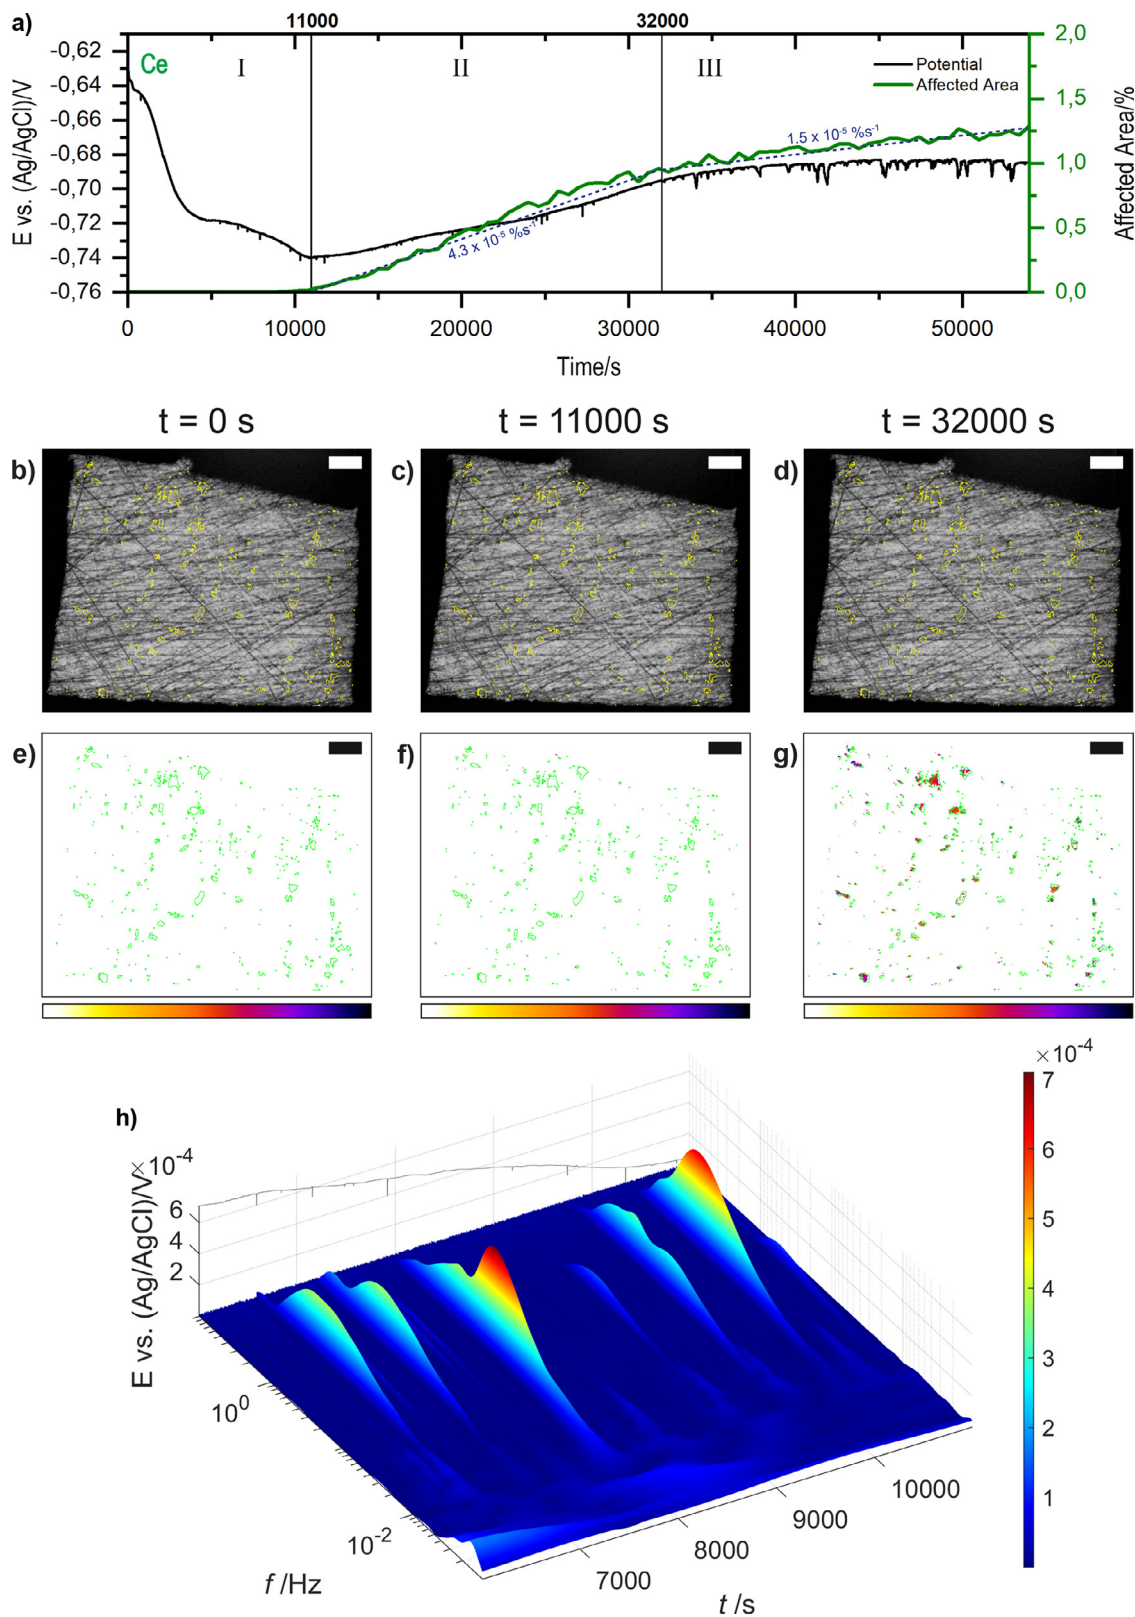 a)
11000
32000
-0,62
-0,64
-0,66
-0,68
-0,70
-0,72
-0,74
-0,76
E vs. (Ag/AgCl)/V
Ce
I
II
III
Potential
Affected Area
4.3 x 10-5 %s-1
1.5 x 10-5 %s-1
2,0
1,5
1,0
0,5
0,0
Affected Area/%
0
10000
20000
30000
40000
50000
Time/s
t = 0 s
t = 11000 s
t = 32000 s
b)
c)
d)
e)
f)
g)
h)
×10-4
6
4
2
E vs. (Ag/AgCl)/V
100
10-2
f /Hz
7000
8000
9000
10000
t /s
×10-4
7
6
5
4
3
2
1